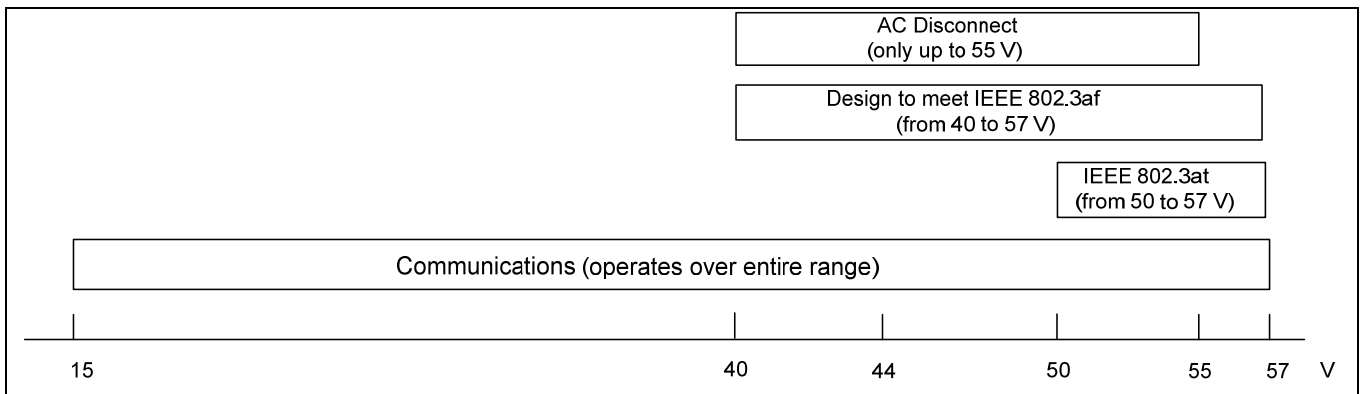 AC Disconnect
(only up to 55 V)
Design to meet IEEE 802.3af
(from 40 to 57 V)
IEEE 802.3at
(from 50 to 57 V)
Communications (operates over entire range)
15 40 44 50 55 57 V